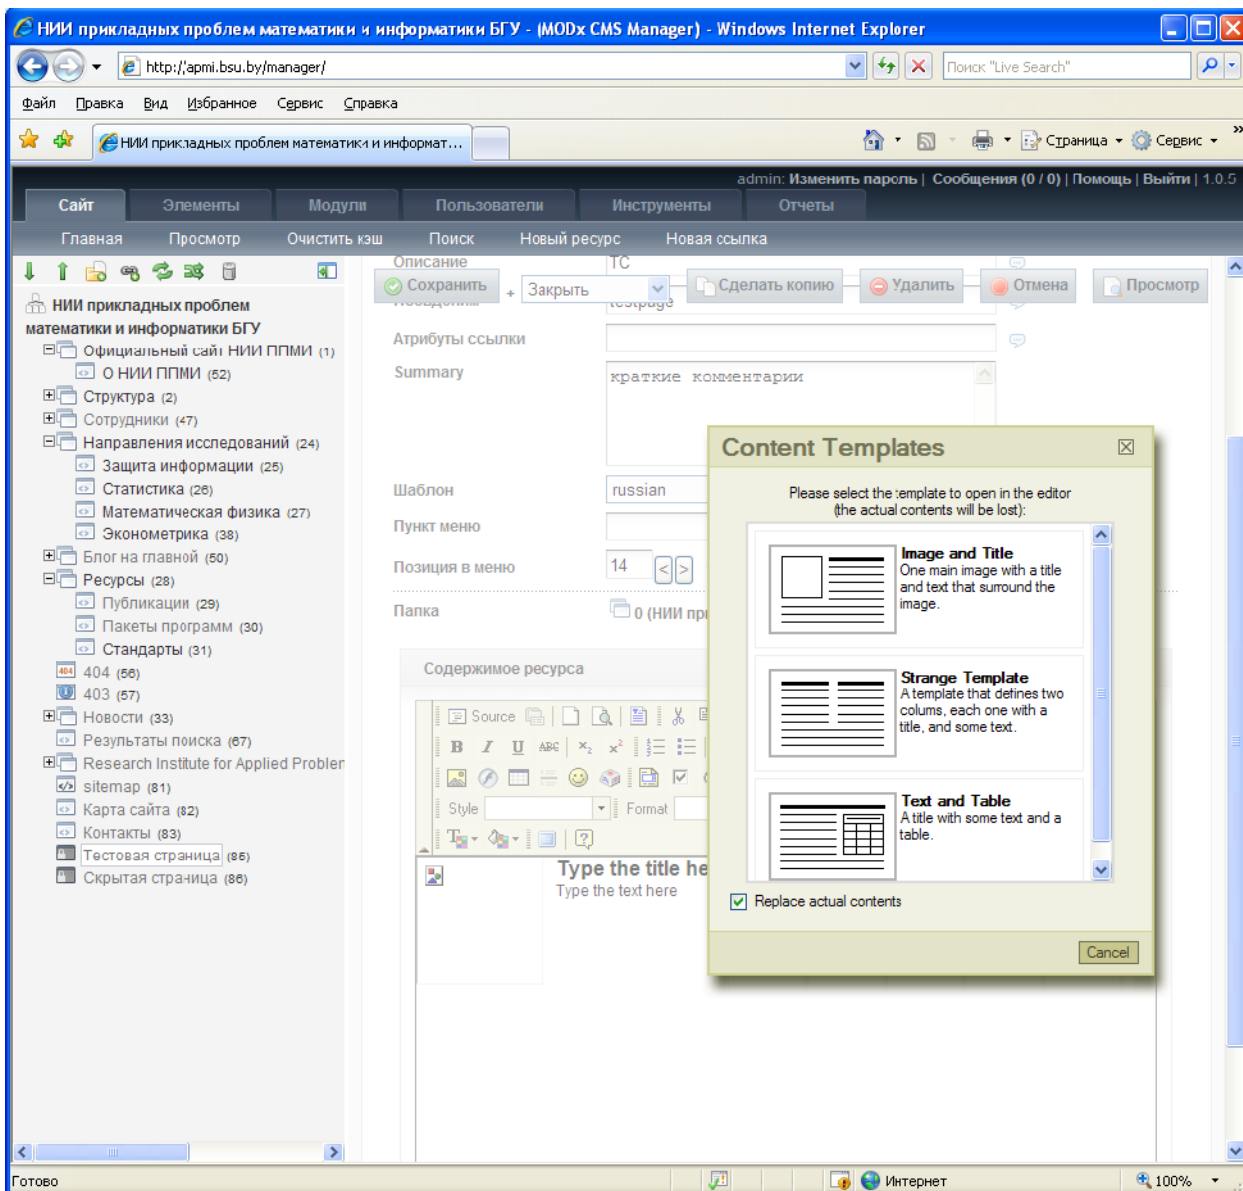 НИИ прикладных проблем математики и информатики БГУ - (MODx CMS Manager) - Windows Internet Explorer
http://apmi.bsu.by/manager/
Поиск "Live Search"
Файл Правка Вид Избранное Сервис Справка
НИИ прикладных проблем математики и информат...
Страница Сервис
admin: Изменить пароль | Сообщения (0 / 0) | Помощь | Выйти | 1.0.5
Сайт Элементы Модули Пользователи Инструменты Отчеты
Главная Просмотр Очистить кэш Поиск Новый ресурс Новая ссылка
НИИ прикладных проблем
математики и информатики БГУ
Официальный сайт НИИ ППМИ (1)
О НИИ ППМИ (52)
Структура (2)
Сотрудники (47)
Направления исследований (24)
Защита информации (25)
Статистика (26)
Математическая физика (27)
Эконометрика (38)
Блог на главной (50)
Ресурсы (28)
Публикации (29)
Пакеты программ (30)
Стандарты (31)
404 404 (56)
403 (57)
Новости (33)
Результаты поиска (67)
Research Institute for Applied Probler
sitemap (81)
Карта сайта (82)
Контакты (83)
Тестовая страница (85)
Скрытая страница (86)
Описание ТС
Сохранить + Закрыть Сделать копию Удалить Отмена Просмотр
Псевдоним testpage
Атрибуты ссылки
Summary краткие комментарии
Шаблон russian
Пункт меню
Позиция в меню 14 < >
Папка 0 (НИИ при
Содержимое ресурса
Source
B I U ABC x₂ x²
Style Format
Type the title he
Type the text here
Content Templates
Please select the template to open in the editor
(the actual contents will be lost):
Image and Title
One main image with a title
and text that surround the
image.
Strange Template
A template that defines two
colums, each one with a
title, and some text.
Text and Table
A title with some text and a
table.
Replace actual contents
Cancel
Готово Интернет 100%